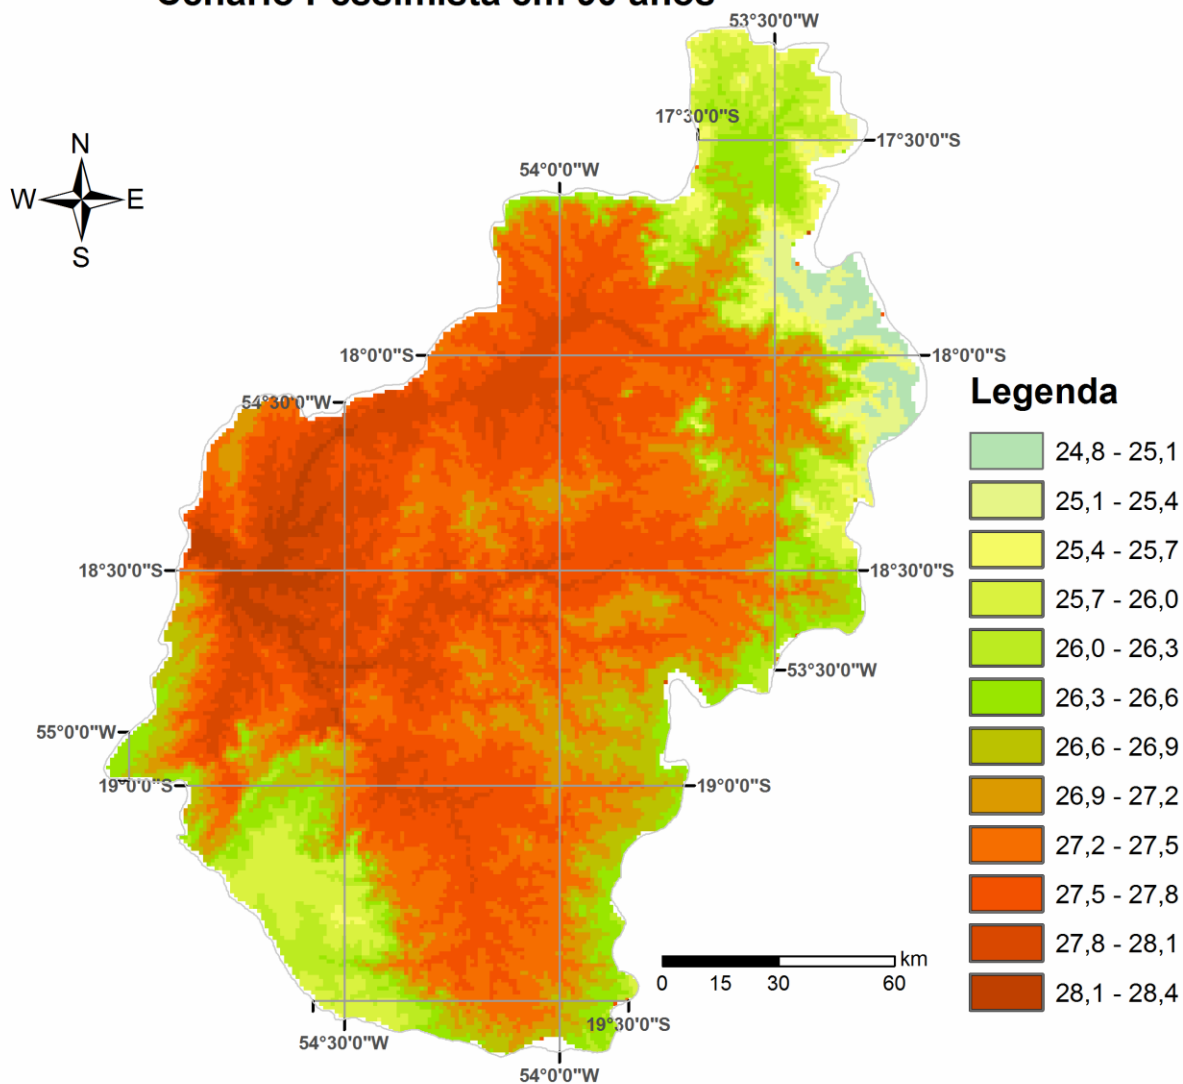 53°30'0"W
17°30'0"S
17°30'0"S
54°0'0"W
N
W
E
S
18°0'0"S
18°0'0"S
54°30'0"W
Legenda
24,8 - 25,1
25,1 - 25,4
25,4 - 25,7
25,7 - 26,0
26,0 - 26,3
26,3 - 26,6
26,6 - 26,9
26,9 - 27,2
27,2 - 27,5
27,5 - 27,8
27,8 - 28,1
28,1 - 28,4
18°30'0"S
18°30'0"S
53°30'0"W
55°0'0"W
19°0'0"S
19°0'0"S
km
0 15 30 60
19°30'0"S
54°30'0"W
54°0'0"W